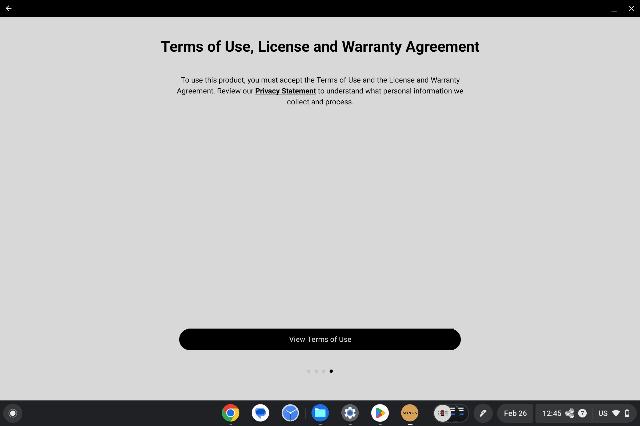 Terms of Use, License and Warranty Agreement
To use this product, you must accept the Terms of Use and the License and Warranty
Agreement. Review our Privacy Statement to understand what personal information we
collect and process.
View Terms of Use
Feb 26
12:45
US